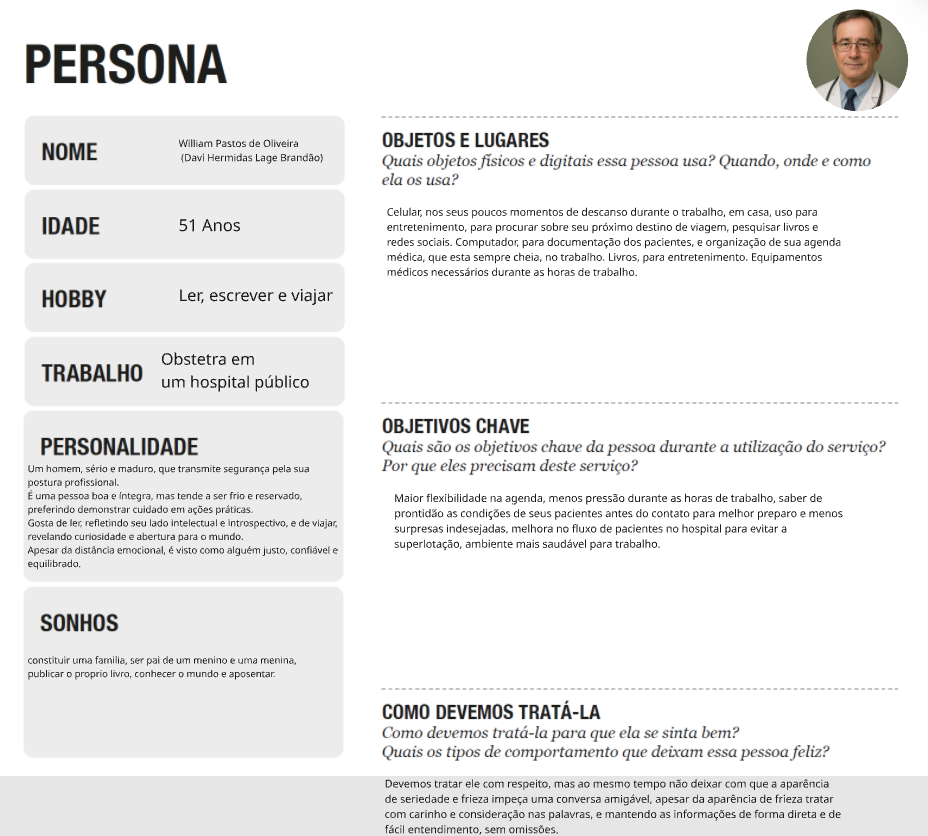 PERSONA
NOME
William Pastos de Oliveira
(Davi Hermidas Lage Brandão)
IDADE
51 Anos
HOBBY
Ler, escrever e viajar
TRABALHO
Obstetra em
um hospital público
PERSONALIDADE
Um homem, sério e maduro, que transmite segurança pela sua
postura profissional.
É uma pessoa boa e íntegra, mas tende a ser frio e reservado,
preferindo demonstrar cuidado em ações práticas.
Gosta de ler, refletindo seu lado intelectual e introspectivo, e de viajar,
revelando curiosidade e abertura para o mundo.
Apesar da distância emocional, é visto como alguém justo, confiável e
equilibrado.
SONHOS
constituir uma familia, ser pai de um menino e uma menina,
publicar o proprio livro, conhecer o mundo e aposentar.
OBJETOS E LUGARES
Quais objetos físicos e digitais essa pessoa usa? Quando, onde e como
ela os usa?
Celular, nos seus poucos momentos de descanso durante o trabalho, em casa, uso para
entretenimento, para procurar sobre seu próximo destino de viagem, pesquisar livros e
redes sociais. Computador, para documentação dos pacientes, e organização de sua agenda
médica, que esta sempre cheia, no trabalho. Livros, para entretenimento. Equipamentos
médicos necessários durante as horas de trabalho.
OBJETIVOS CHAVE
Quais são os objetivos chave da pessoa durante a utilização do serviço?
Por que eles precisam deste serviço?
Maior flexibilidade na agenda, menos pressão durante as horas de trabalho, saber de
prontidão as condições de seus pacientes antes do contato para melhor preparo e menos
surpresas indesejadas, melhora no fluxo de pacientes no hospital para evitar a
superlotação, ambiente mais saudável para trabalho.
COMO DEVEMOS TRATÁ-LA
Como devemos tratá-la para que ela se sinta bem?
Quais os tipos de comportamento que deixam essa pessoa feliz?
Devemos tratar ele com respeito, mas ao mesmo tempo não deixar com que a aparência
de seriedade e frieza impeça uma conversa amigável, apesar da aparência de frieza tratar
com carinho e consideração nas palavras, e mantendo as informações de forma direta e de
fácil entendimento, sem omissões.